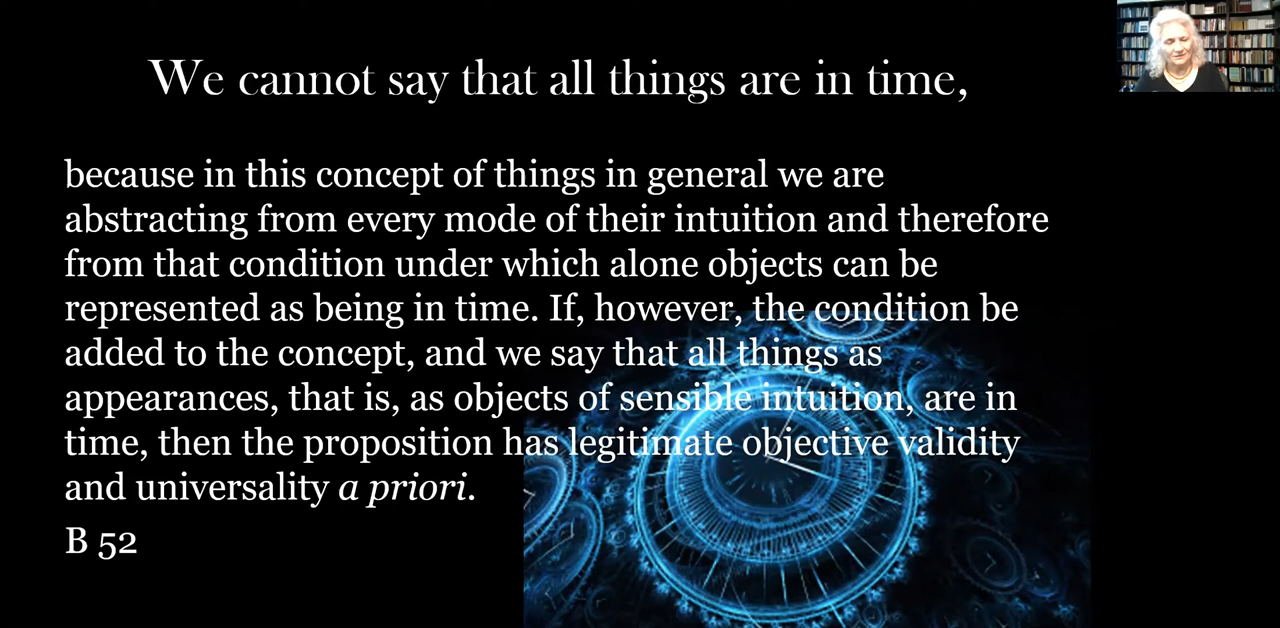 We cannot say that all things are in time,
because in this concept of things in general we are
abstracting from every mode of their intuition and therefore
from that condition under which alone objects can be
represented as being in time. If, however, the condition be
added to the concept, and we say that all things as
appearances, that is, as objects of sensible intuition, are in
time, then the proposition has legitimate objective validity
and universality a priori.
B 52